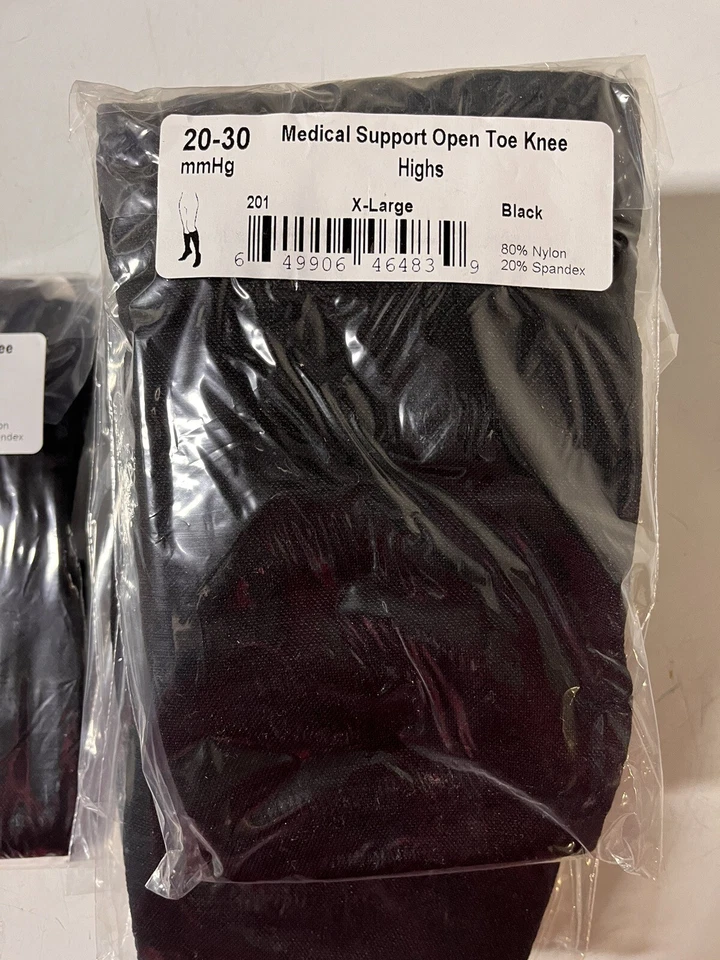 20-30
mmHg
Medical Support Open Toe Knee
Highs
201
X-Large
Black
6 49906 46483 9
80% Nylon
20% Spandex
ee
on
ndex